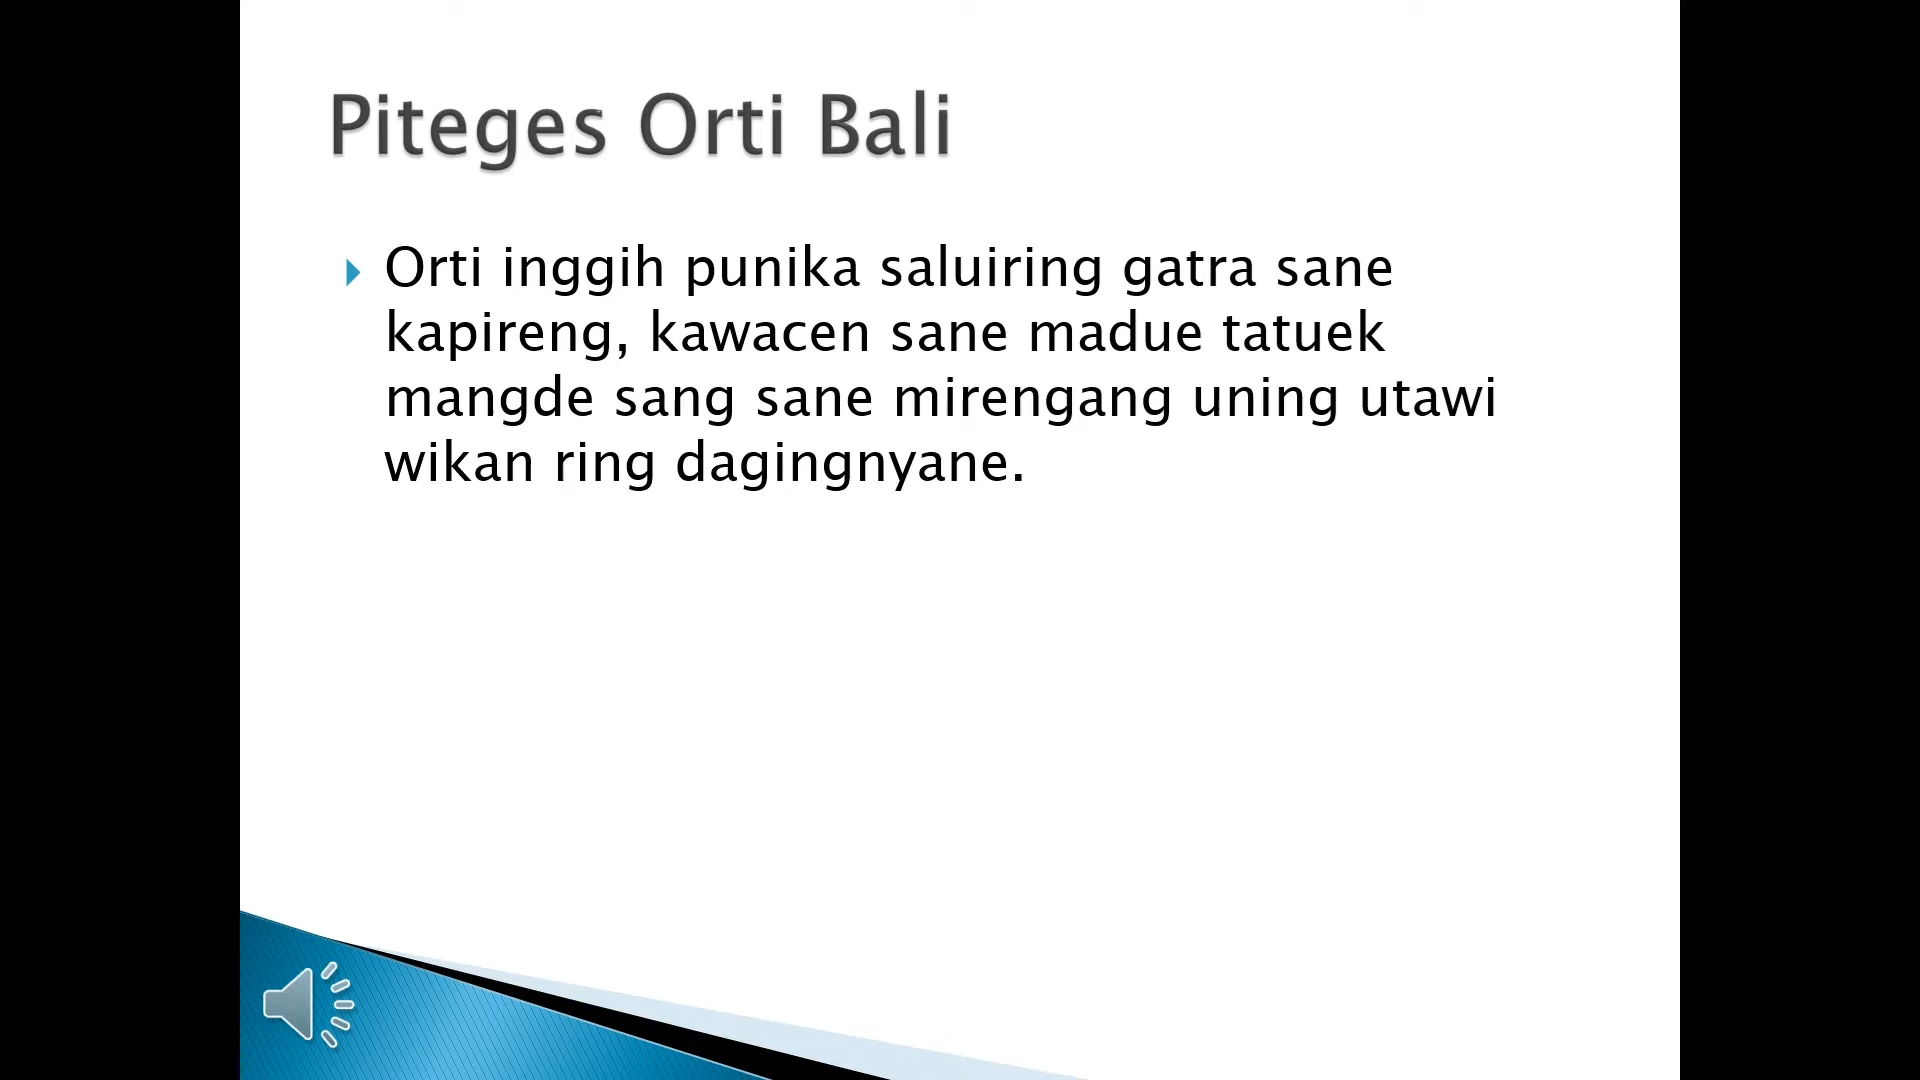 Piteges Orti Bali
Orti inggih punika saluiring gatra sane
kapireng, kawacen sane madue tatuek
mangde sang sane mirengang uning utawi
wikan ring dagingnyane.